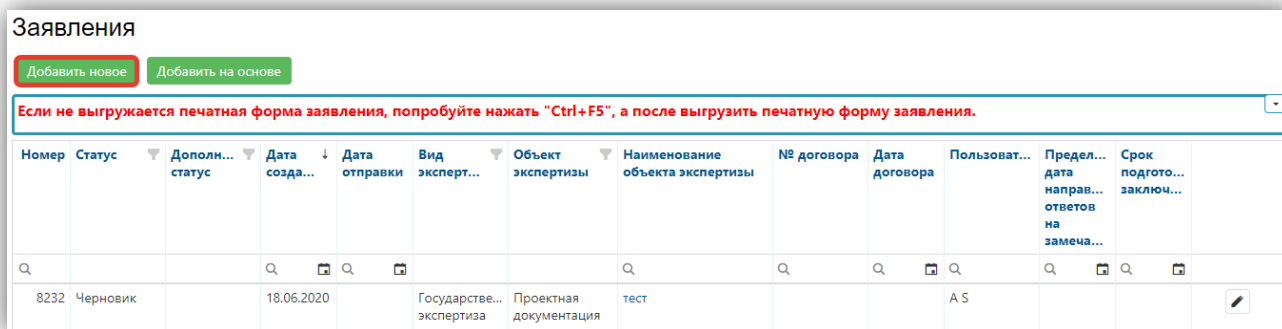 Заявления
Добавить новое Добавить на основе
Если не выгружается печатная форма заявления, попробуйте нажать "Ctrl+F5", а после выгрузить печатную форму заявления.
Номер Статус Дополн... Дата ↓ Дата Вид Объект Наименование № договора Дата Пользоват... Предел... Срок
статус созда... отправки эксперт... экспертизы объекта экспертизы договора дата подгото...
направ... заключ...
ответов
на
замеча...
8232 Черновик 18.06.2020 Государстве... Проектная тест A S
экспертиза документация